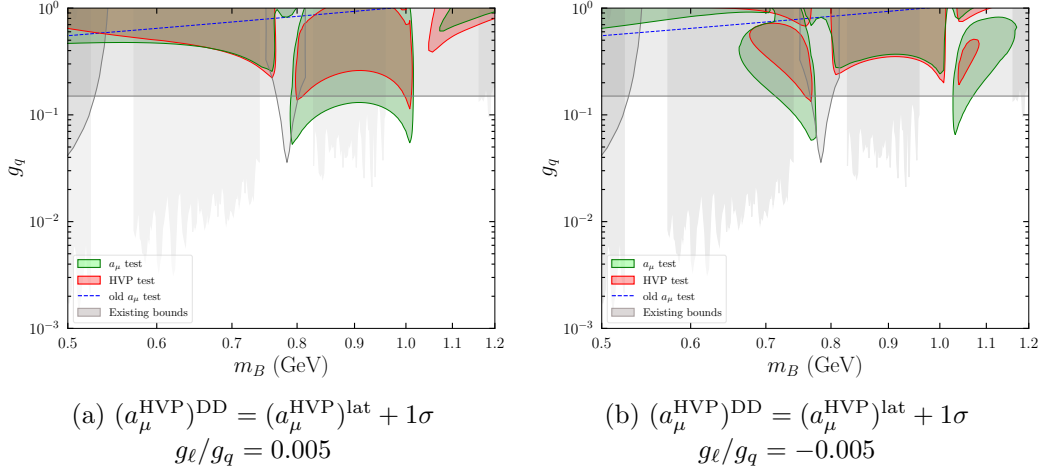 10⁰
10⁻¹
10⁻²
10⁻³
g_q
a_μ test
HVP test
old a_μ test
Existing bounds
0.5 0.6 0.7 0.8 0.9 1.0 1.1 1.2
m_B (GeV)
(a) (a_μ^HVP)^DD = (a_μ^HVP)^lat + 1σ
g_ℓ/g_q = 0.005
10⁰
10⁻¹
10⁻²
10⁻³
g_q
a_μ test
HVP test
old a_μ test
Existing bounds
0.5 0.6 0.7 0.8 0.9 1.0 1.1 1.2
m_B (GeV)
(b) (a_μ^HVP)^DD = (a_μ^HVP)^lat + 1σ
g_ℓ/g_q = −0.005